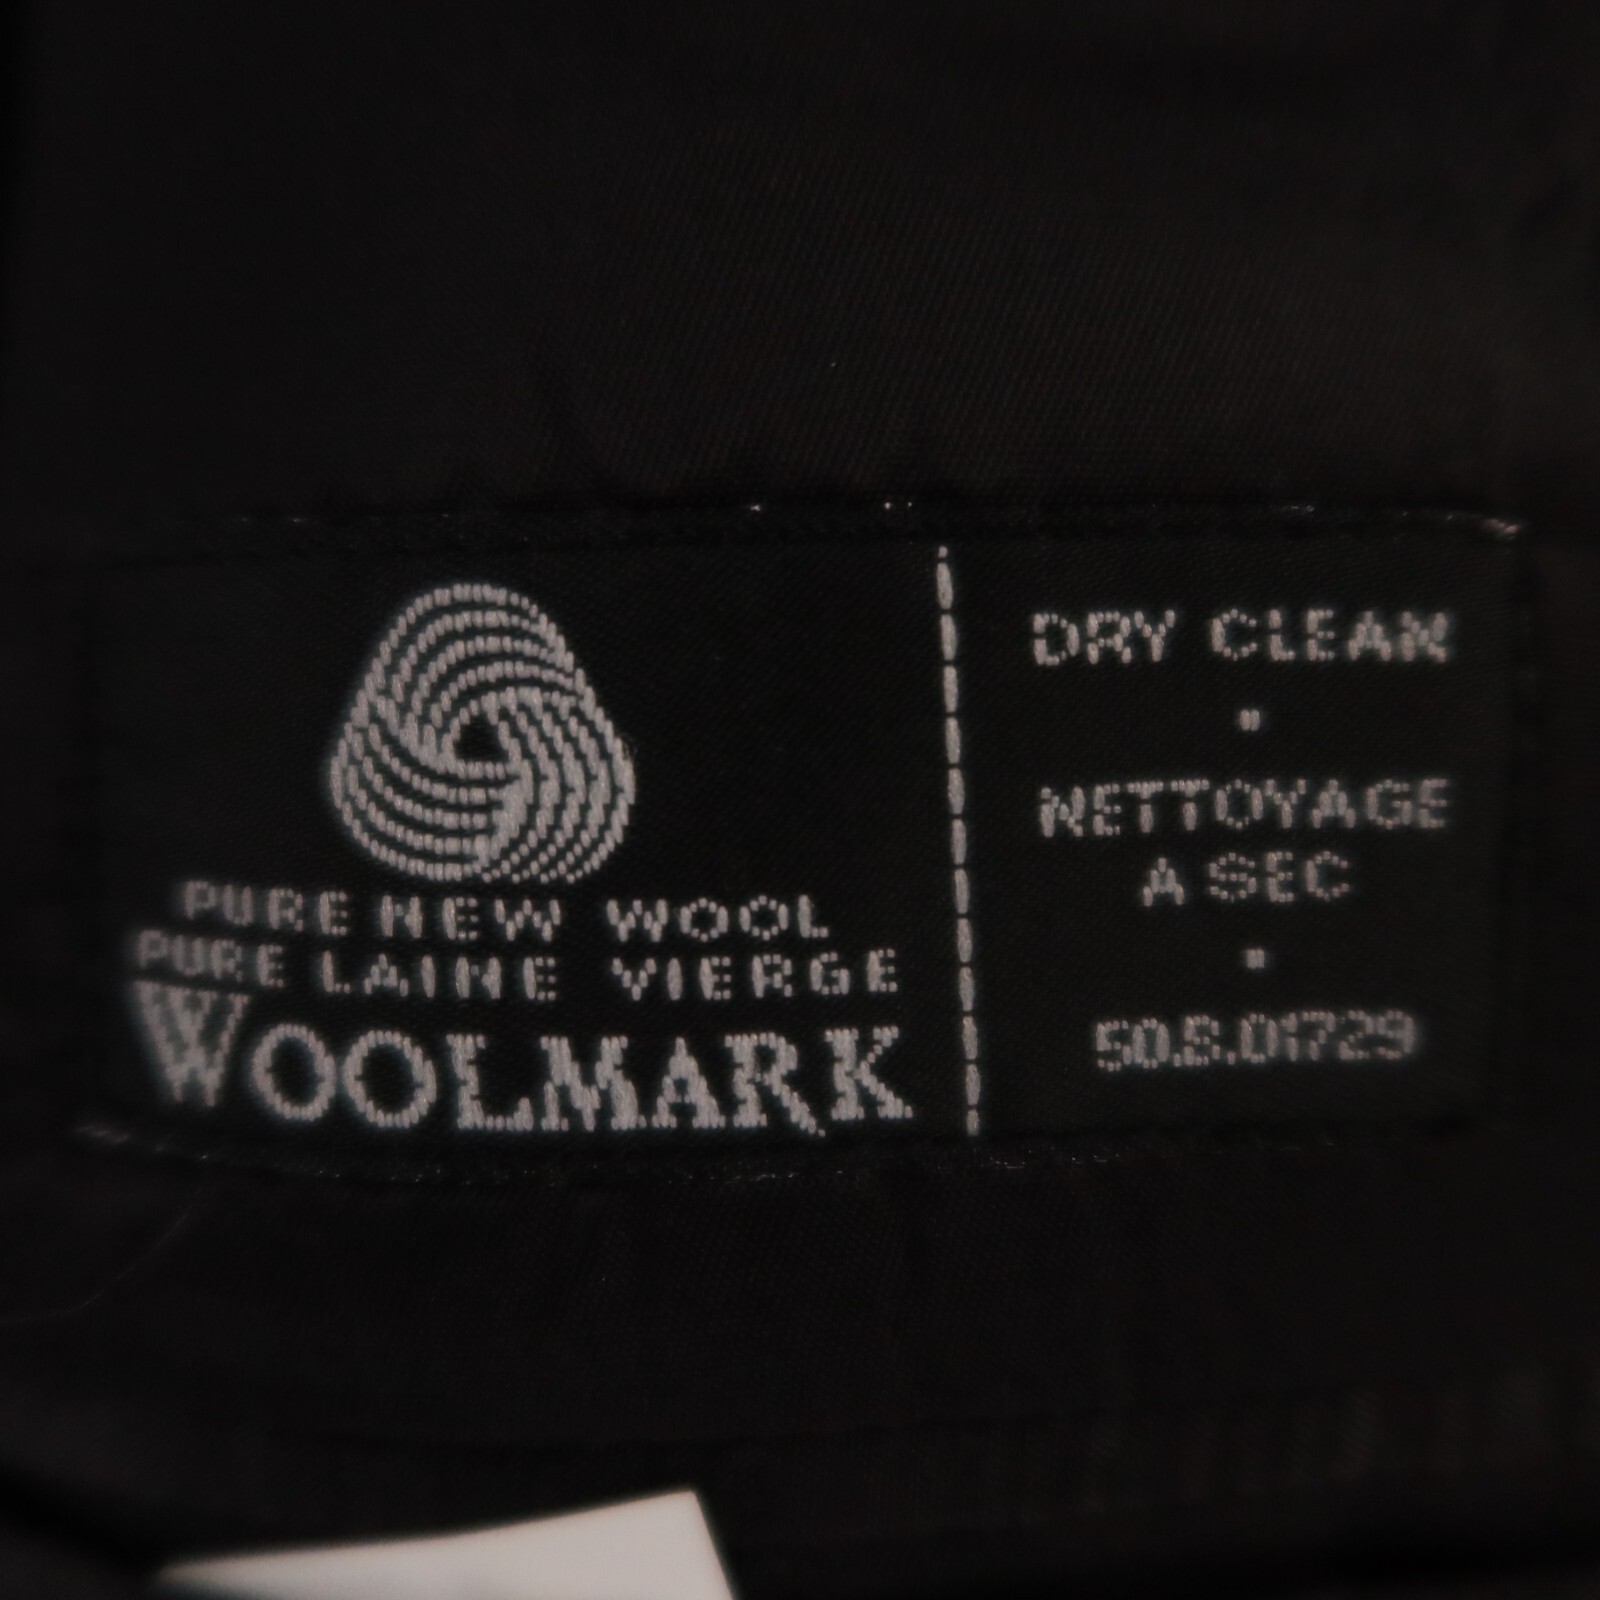 PURE NEW WOOL
PURE LAINE VIERGE
WOOLMARK
DRY CLEAN
NETTOYAGE
A SEC